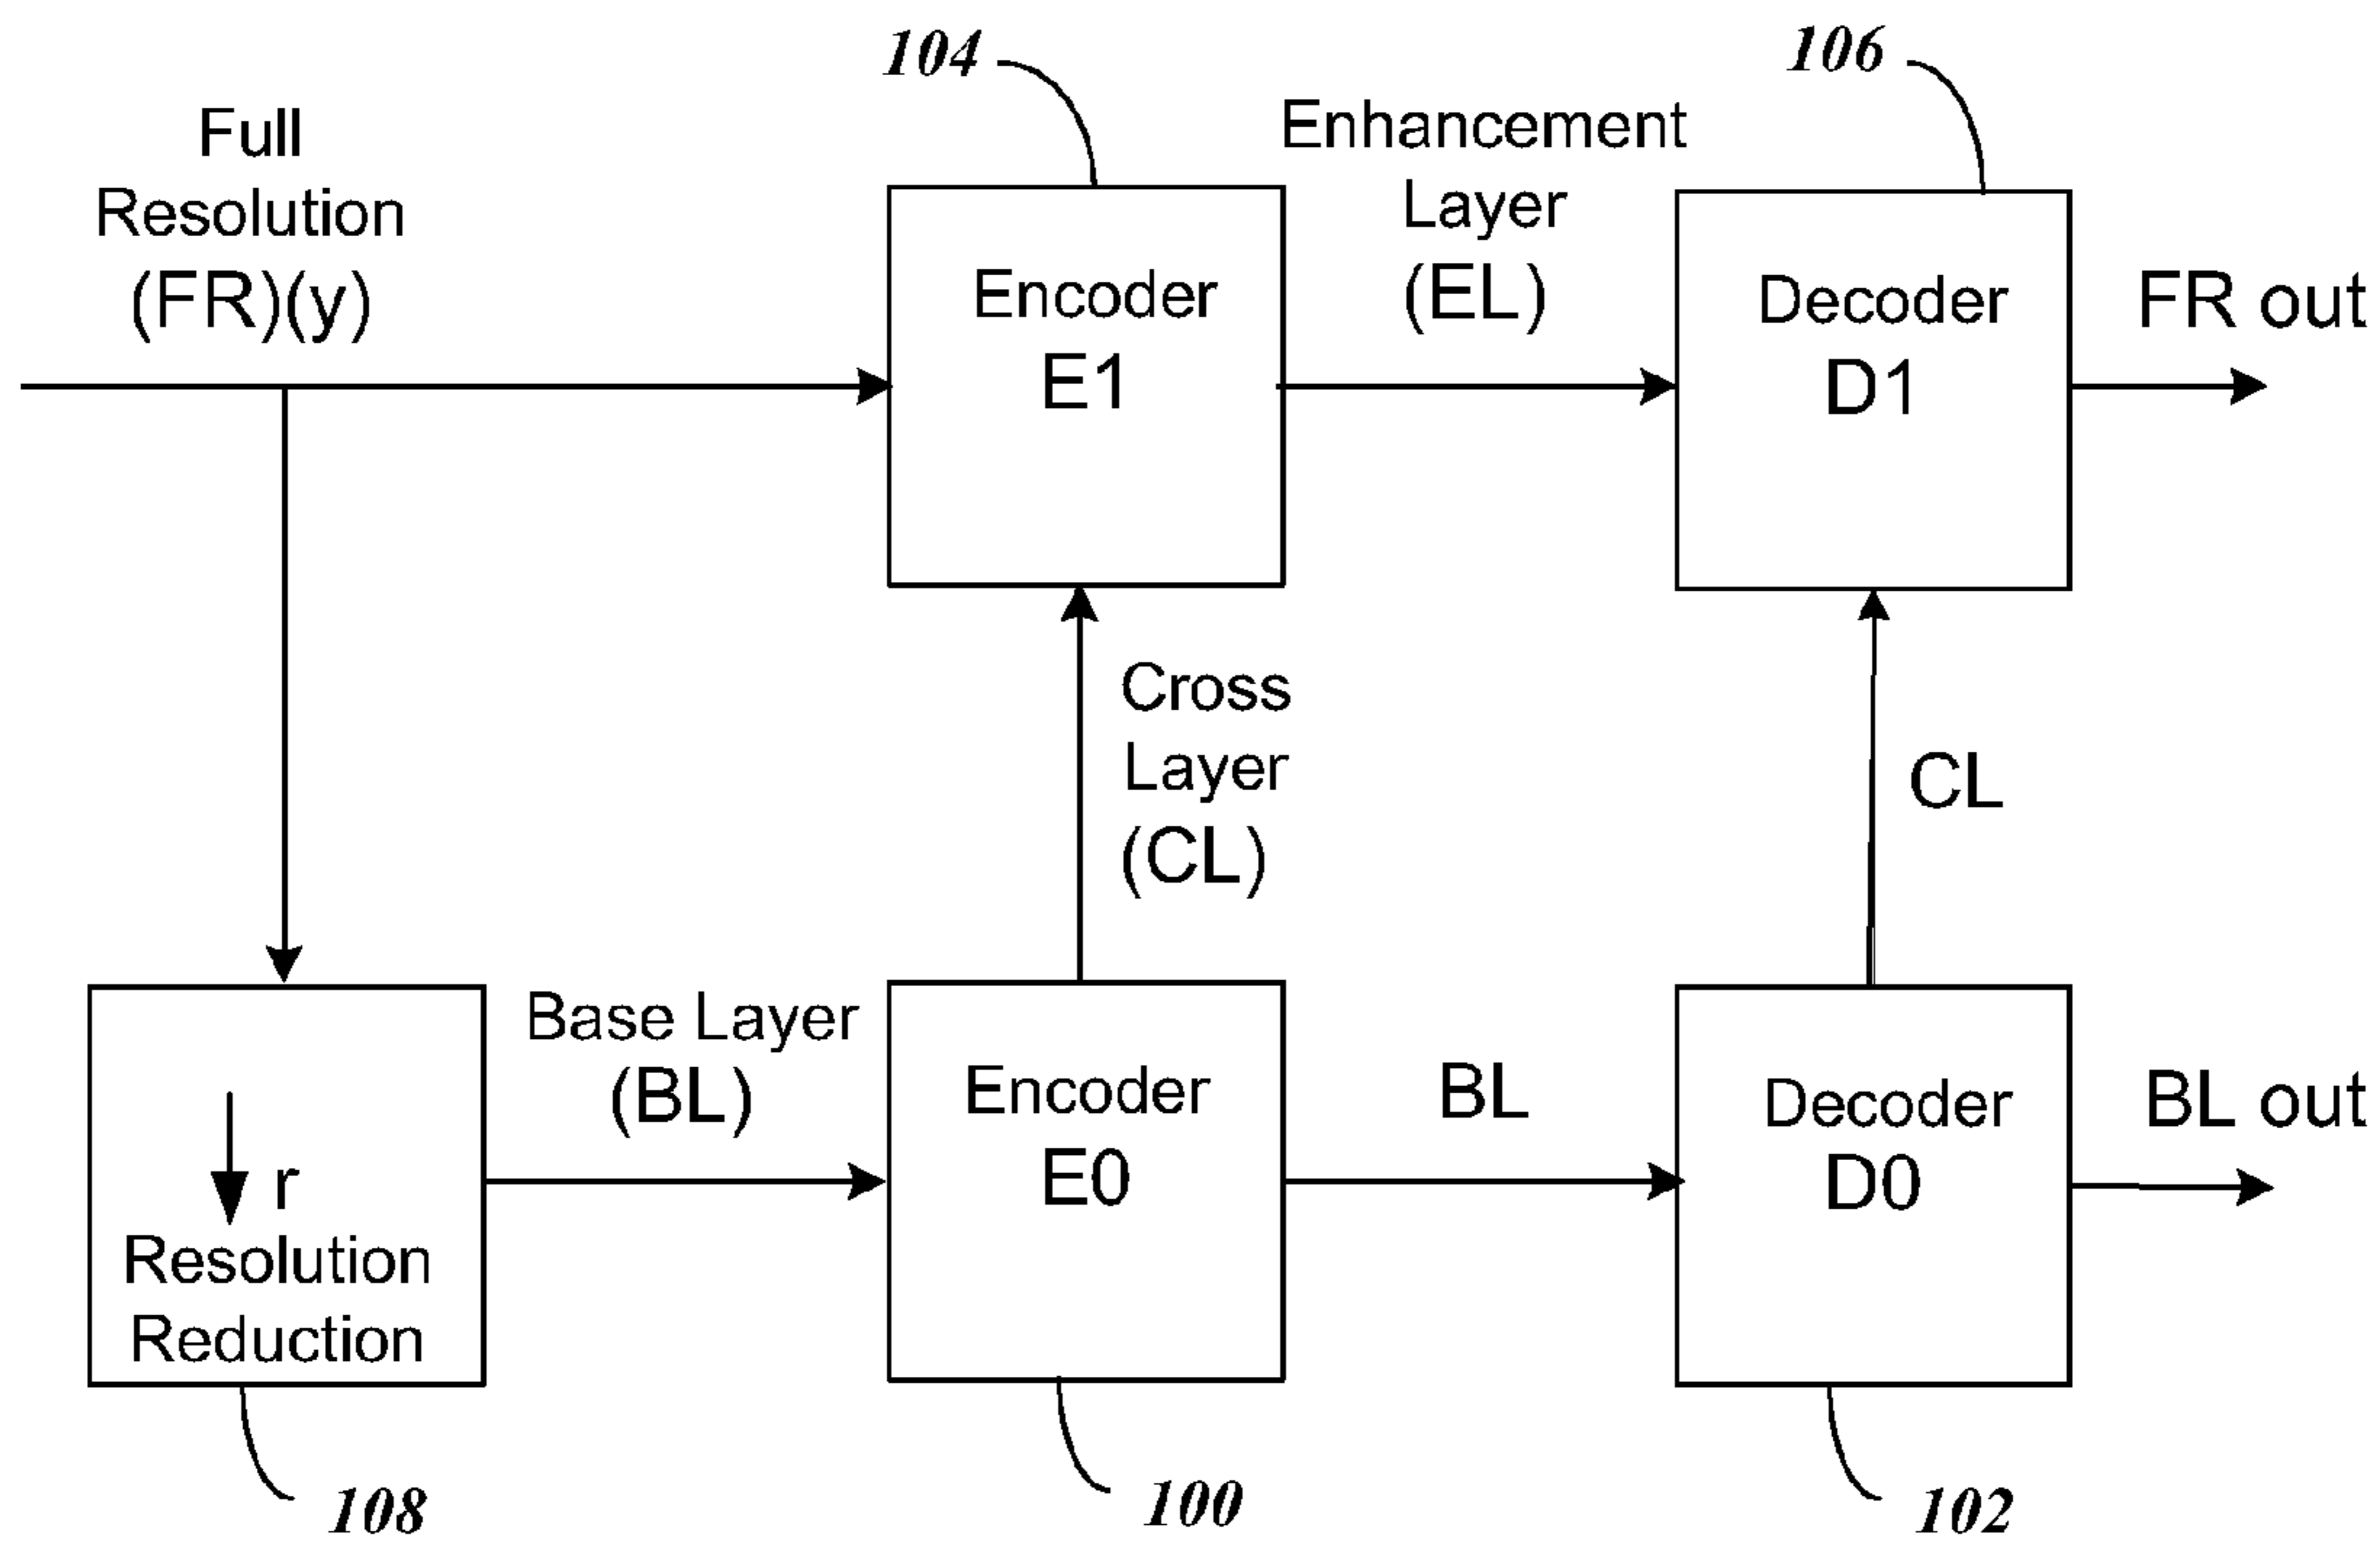 104
106
Full
Resolution
(FR)(y)
Enhancement
Layer
(EL)
Encoder
E1
Decoder
D1
FR out
Cross
Layer
(CL)
CL
Base Layer
(BL)
Encoder
E0
BL
Decoder
D0
BL out
r
Resolution
Reduction
108
100
102